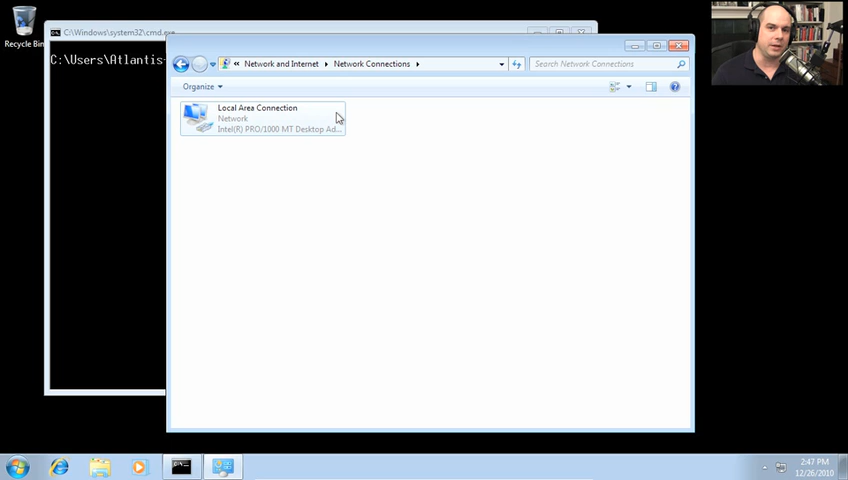 Recycle Bin
C:\Windows\system32\cmd.exe
C:\Users\Atlantis
Network and Internet
Network Connections
Search Network Connections
Organize
Local Area Connection
Network
Intel(R) PRO/1000 MT Desktop Ad...
2:47 PM
12/26/2010